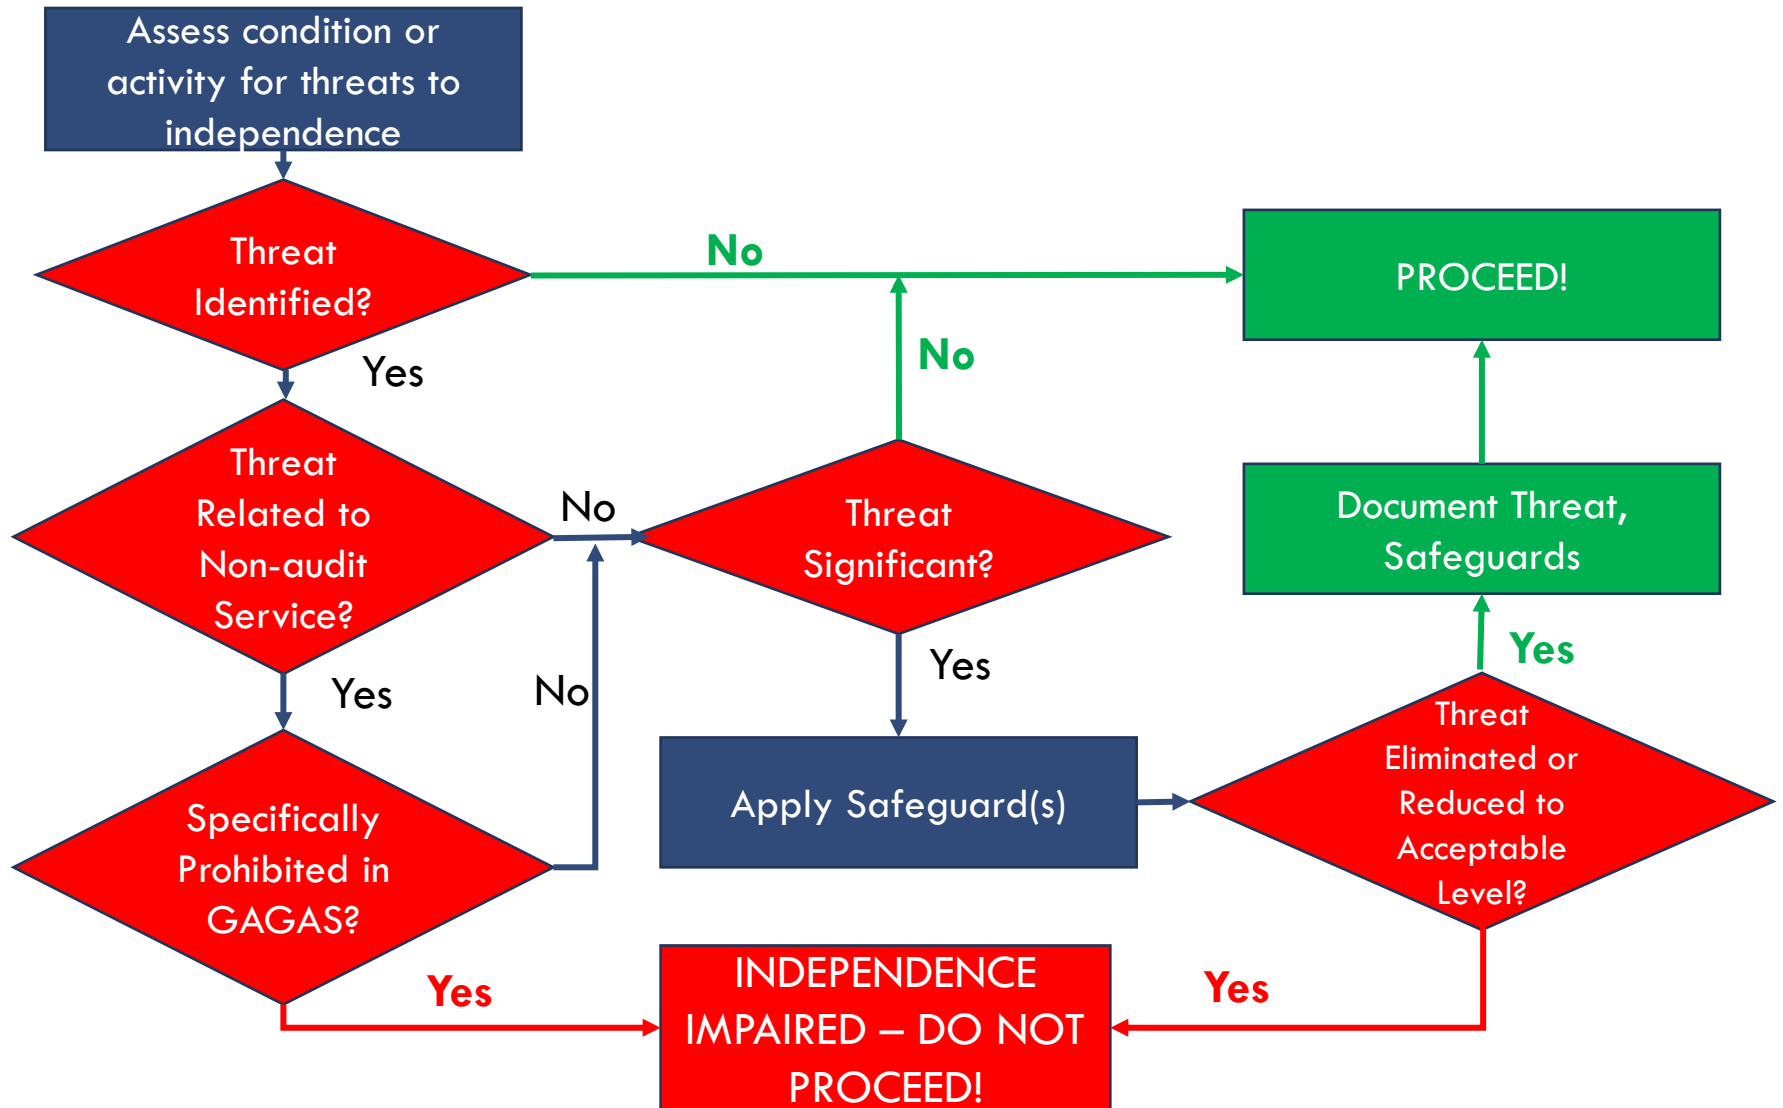 Assess condition or
activity for threats to
independence
Threat
Identified?
No
PROCEED!
No
Yes
Threat
Related to
Non-audit
Service?
No
Threat
Significant?
Document Threat,
Safeguards
Yes
No
Yes
Yes
Specifically
Prohibited in
GAGAS?
Apply Safeguard(s)
Threat
Eliminated or
Reduced to
Acceptable
Level?
Yes
INDEPENDENCE
IMPAIRED – DO NOT
PROCEED!
Yes